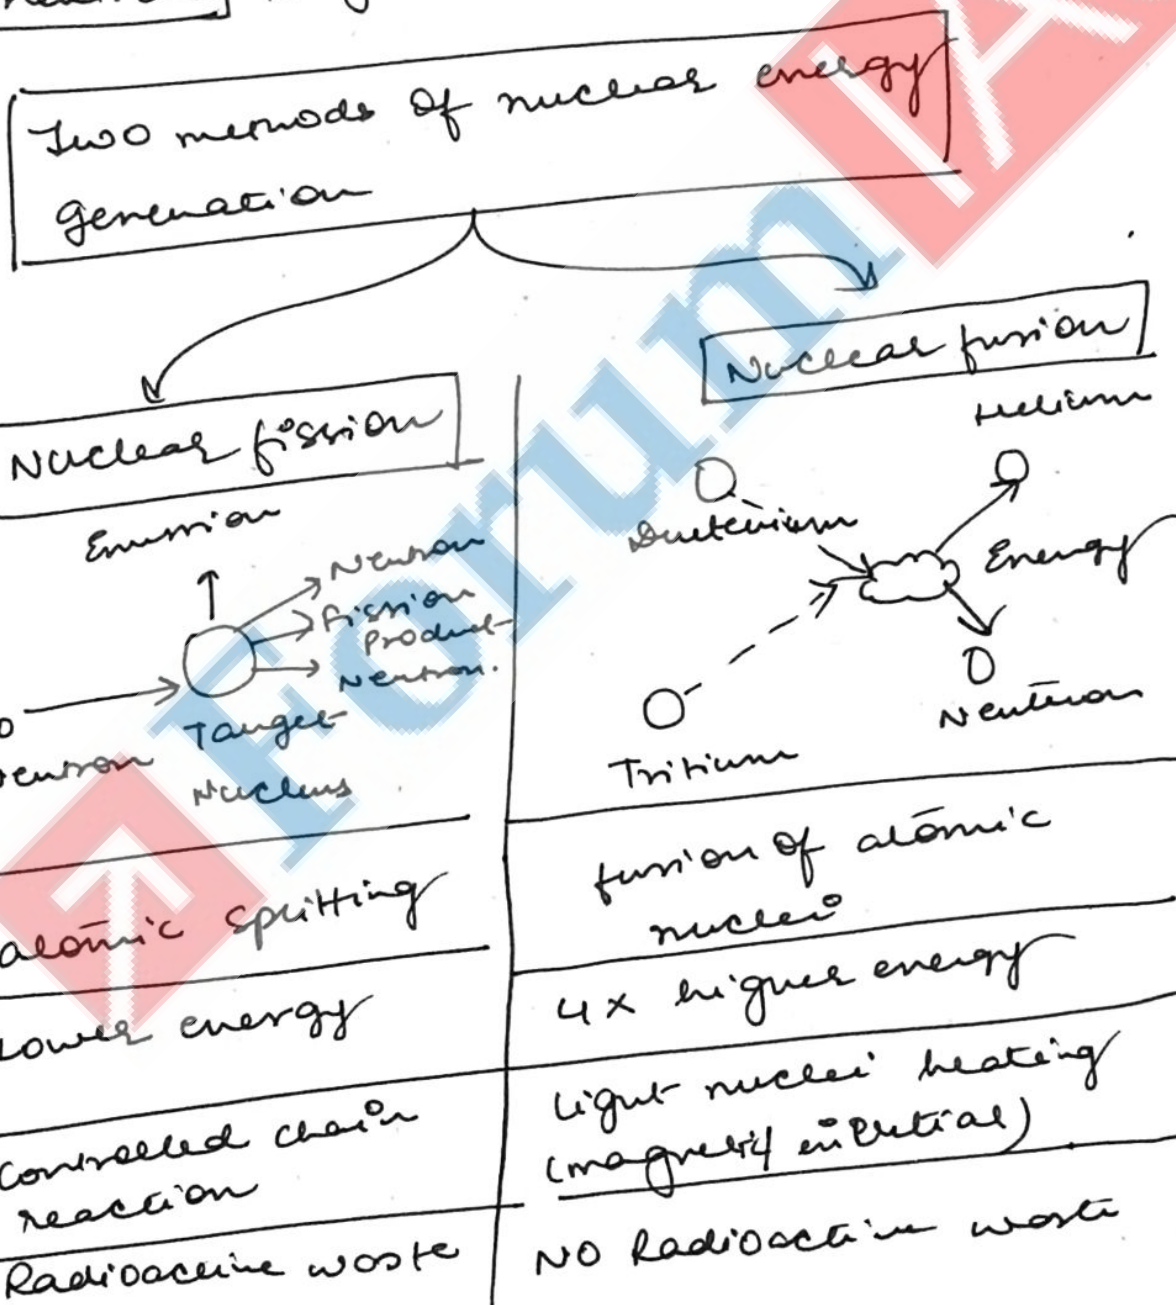 Two methods of nuclear energy
generation
Nuclear fission
Nuclear fusion
Emission
Neutron
Fission
Product
Neutron.
Target
Nucleus
Neutron
Helium
Deuterium
Energy
Neutron
Tritium
atomic splitting
fusion of atomic
nuclei
Lower energy
4x higher energy
Controlled chain
reaction
Light nuclei heating
(magnetic/ inertial)
Radioactive waste
NO Radioactive waste
Forum IA